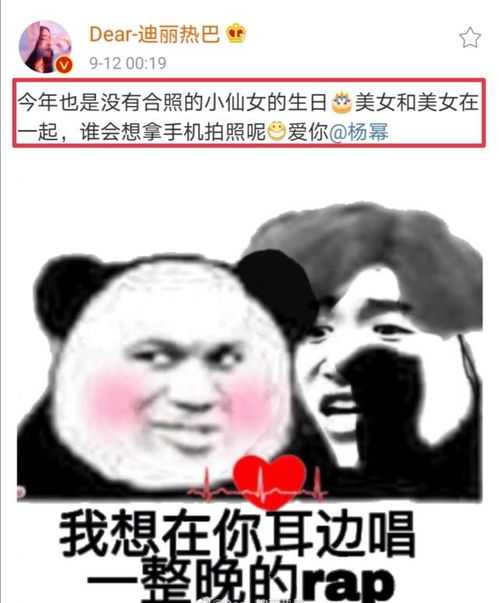 Dear-迪丽热巴
9-12 00:19
今年也是没有合照的小仙女的生日🎂美女和美女在
一起，谁会想拿手机拍照呢😀爱你@杨幂
我想在你耳边唱
一整晚的rap